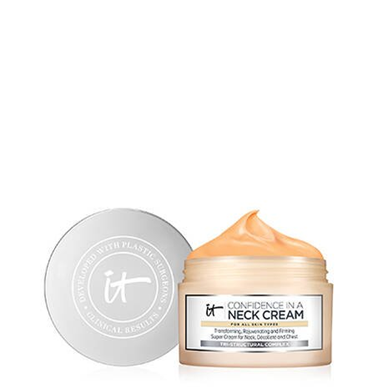 DEVELOPED WITH PLASTIC SURGEONS
it
CLINICAL RESULTS
it
CONFIDENCE IN A
NECK CREAM
FOR ALL SKIN TYPES
Transforming, Rejuvenating and Firming
Super Cream for Neck, Décolleté and Chest
TRI-STRUCTURAL COMPLEX